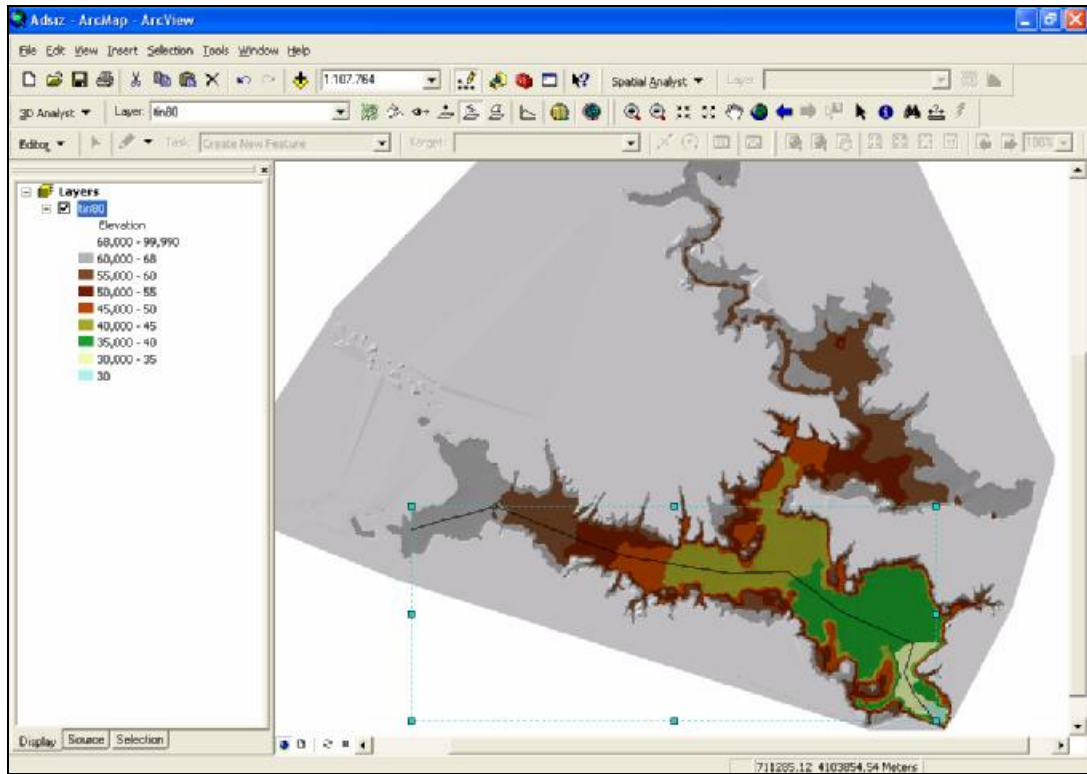 Adsız - ArcMap - ArcView
File Edit View Insert Selection Tools Window Help
1:107.764 Spatial Analyst Layer:
3D Analyst Layer: tin80
Editor Task: Create New Feature Target: 100%
Layers
tin80
Elevation
68,000 - 99,990
60,000 - 68
55,000 - 60
50,000 - 55
45,000 - 50
40,000 - 45
35,000 - 40
30,000 - 35
30
Display Source Selection
711285,12 4103854,54 Meters